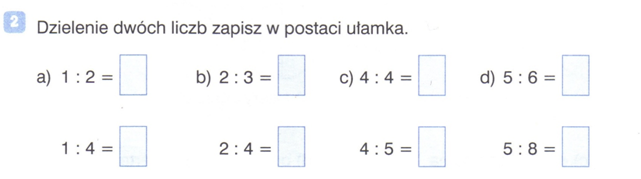 2 Dzielenie dwóch liczb zapisz w postaci ułamka.
a) 1 : 2 = b) 2 : 3 = c) 4 : 4 = d) 5 : 6 =
1 : 4 = 2 : 4 = 4 : 5 = 5 : 8 =